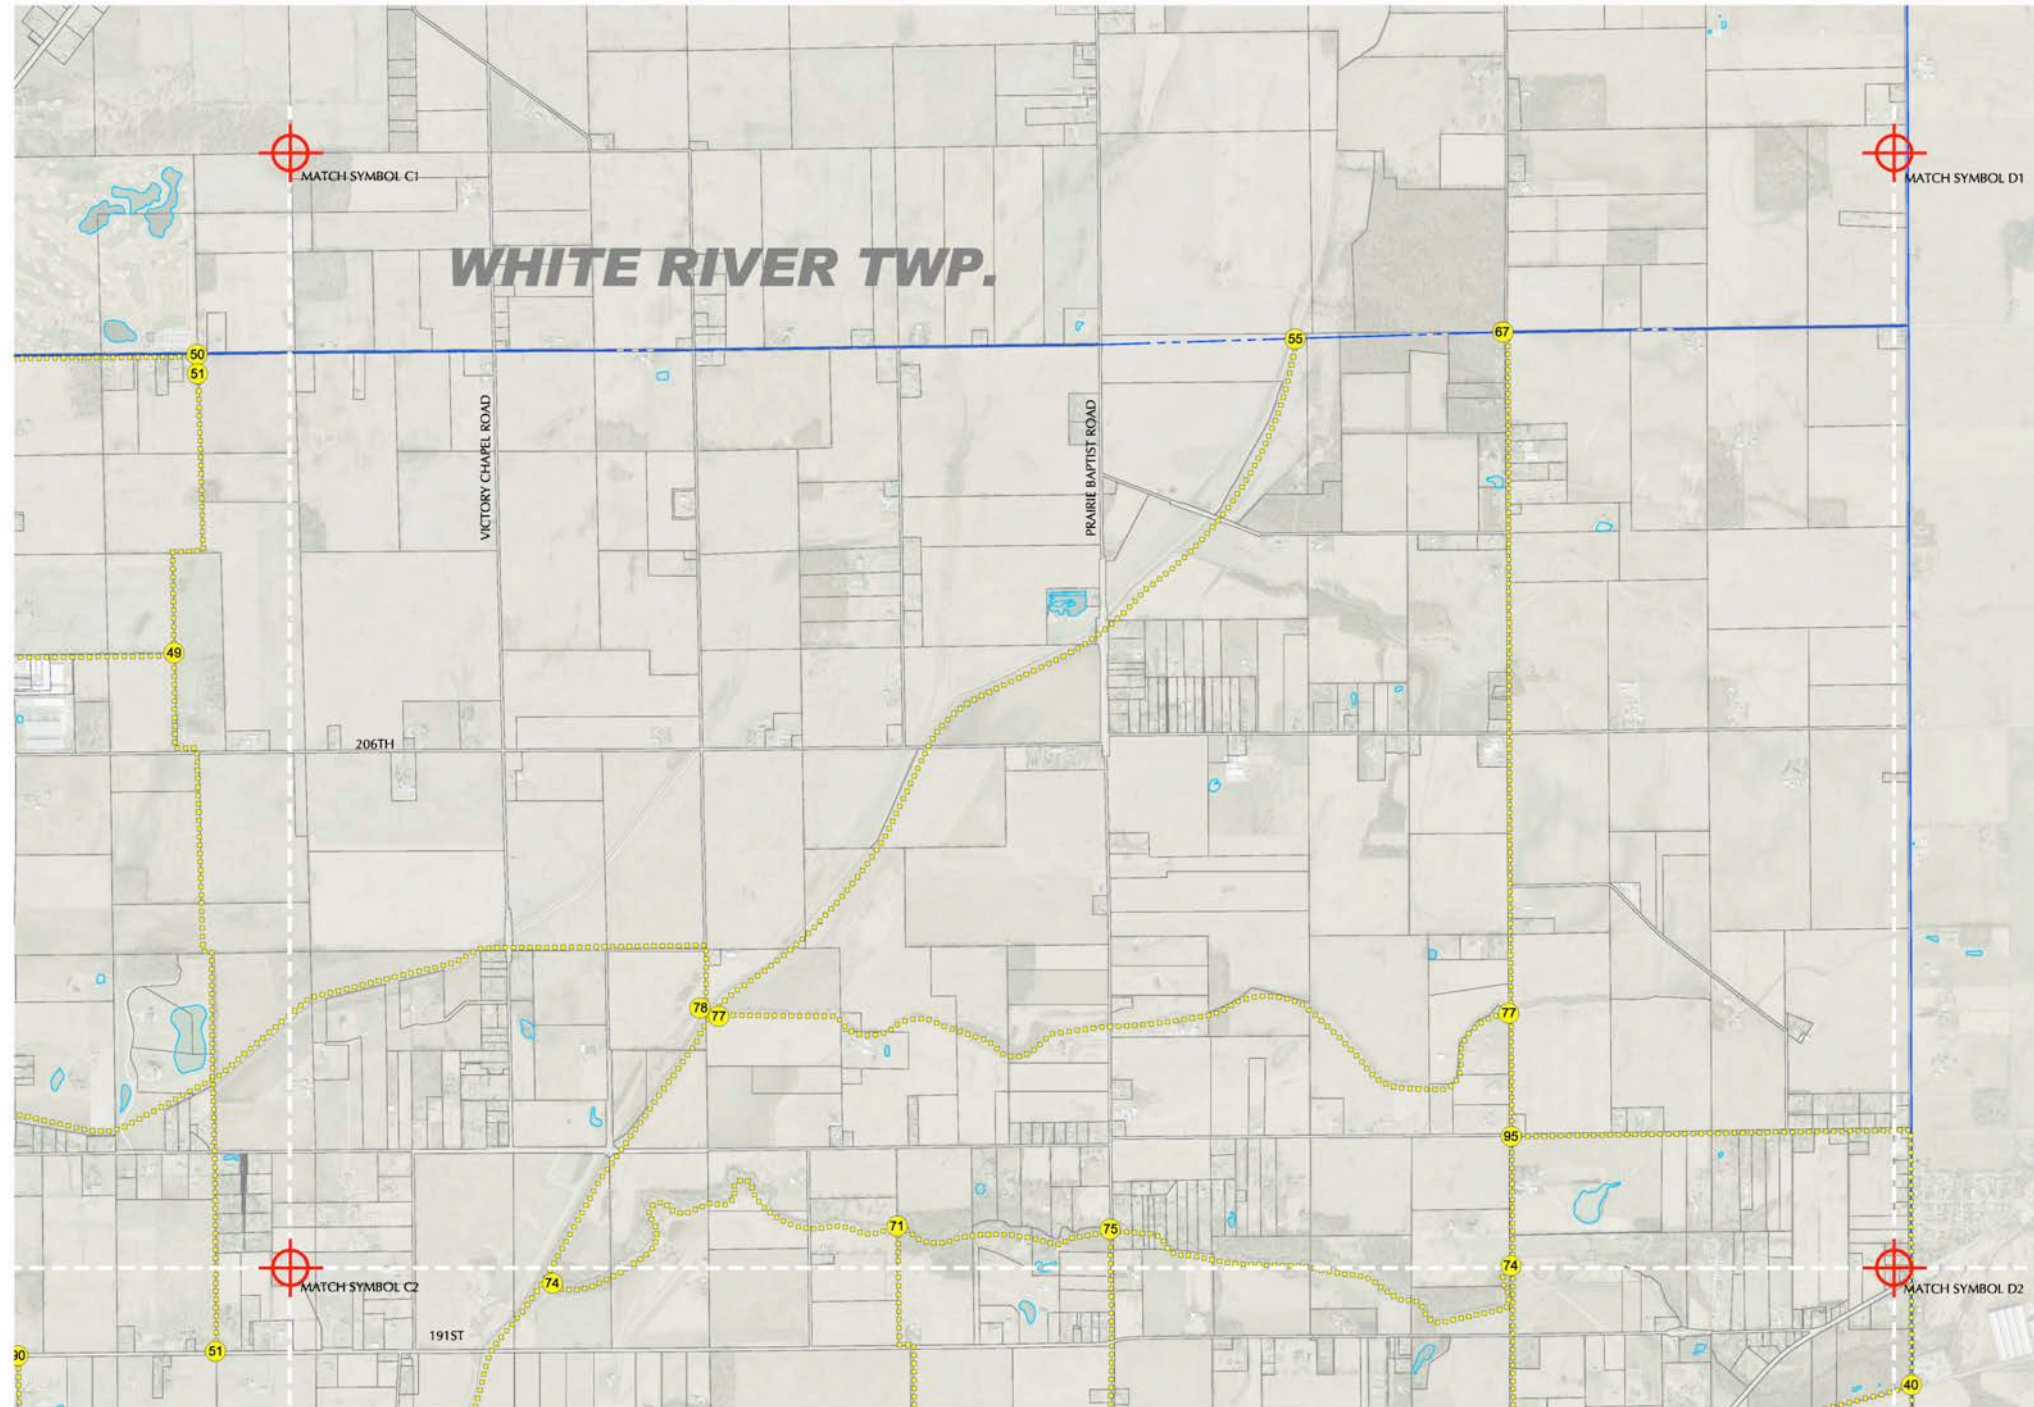 MATCH SYMBOL C1
MATCH SYMBOL D1
WHITE RIVER TWP.
67
55
50
51
VICTORY CHAPEL ROAD
PRAIRIE BAPTIST ROAD
49
206TH
78
77
77
95
71
75
74
74
MATCH SYMBOL C2
MATCH SYMBOL D2
191ST
90
51
40